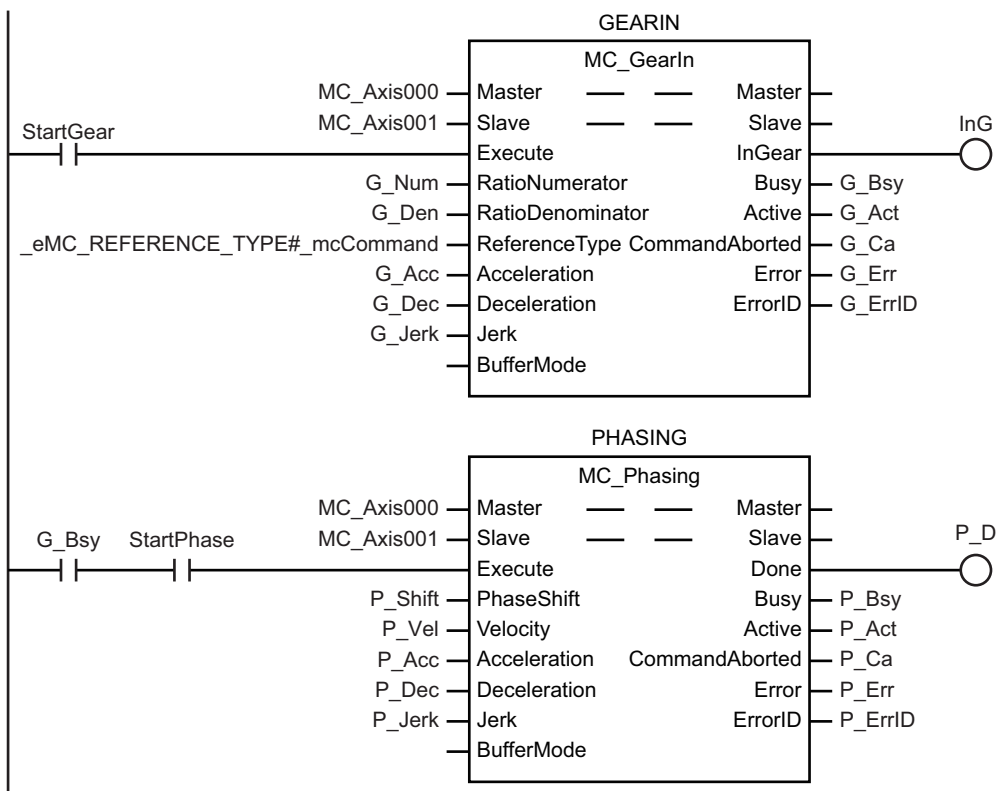 GEARIN
MC_GearIn
MC_Axis000 Master Master
MC_Axis001 Slave Slave
StartGear InG
Execute InGear
G_Num RatioNumerator Busy G_Bsy
G_Den RatioDenominator Active G_Act
_eMC_REFERENCE_TYPE#_mcCommand ReferenceType CommandAborted G_Ca
G_Acc Acceleration Error G_Err
G_Dec Deceleration ErrorID G_ErrID
G_Jerk Jerk
BufferMode
PHASING
MC_Phasing
MC_Axis000 Master Master
G_Bsy StartPhase MC_Axis001 Slave Slave P_D
Execute Done
P_Shift PhaseShift Busy P_Bsy
P_Vel Velocity Active P_Act
P_Acc Acceleration CommandAborted P_Ca
P_Dec Deceleration Error P_Err
P_Jerk Jerk ErrorID P_ErrID
BufferMode